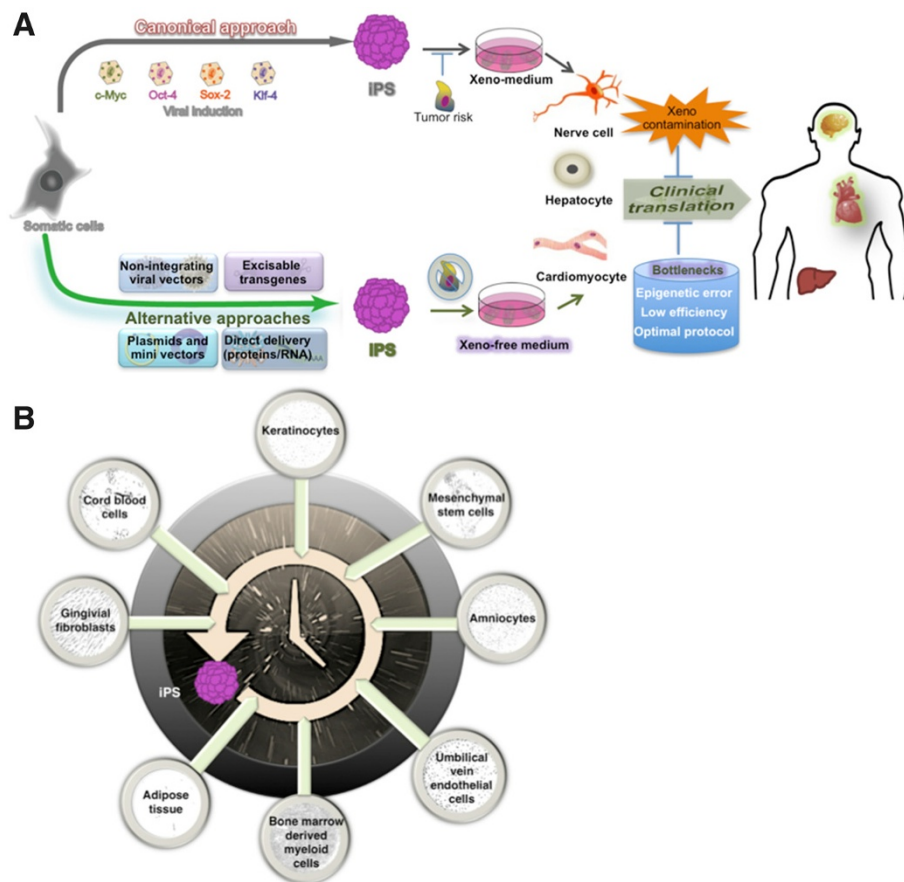 A
Canonical approach
c-Myc
Oct-4
Sox-2
Klf-4
Viral induction
iPS
Tumor risk
Xeno-medium
Nerve cell
Xeno
contamination
Hepatocyte
Clinical
translation
Somatic cells
Non-integrating
viral vectors
Excisable
transgenes
Alternative approaches
Plasmids and
mini vectors
Direct delivery
(proteins/RNA)
iPS
Xeno-free medium
Cardiomyocyte
Bottlenecks
Epigenetic error
Low efficiency
Optimal protocol
B
Keratinocytes
Cord blood
cells
Mesenchymal
stem cells
Gingivial
fibroblasts
Amniocytes
iPS
Adipose
tissue
Umbilical
vein
endothelial
cells
Bone marrow
derived
myeloid
cells